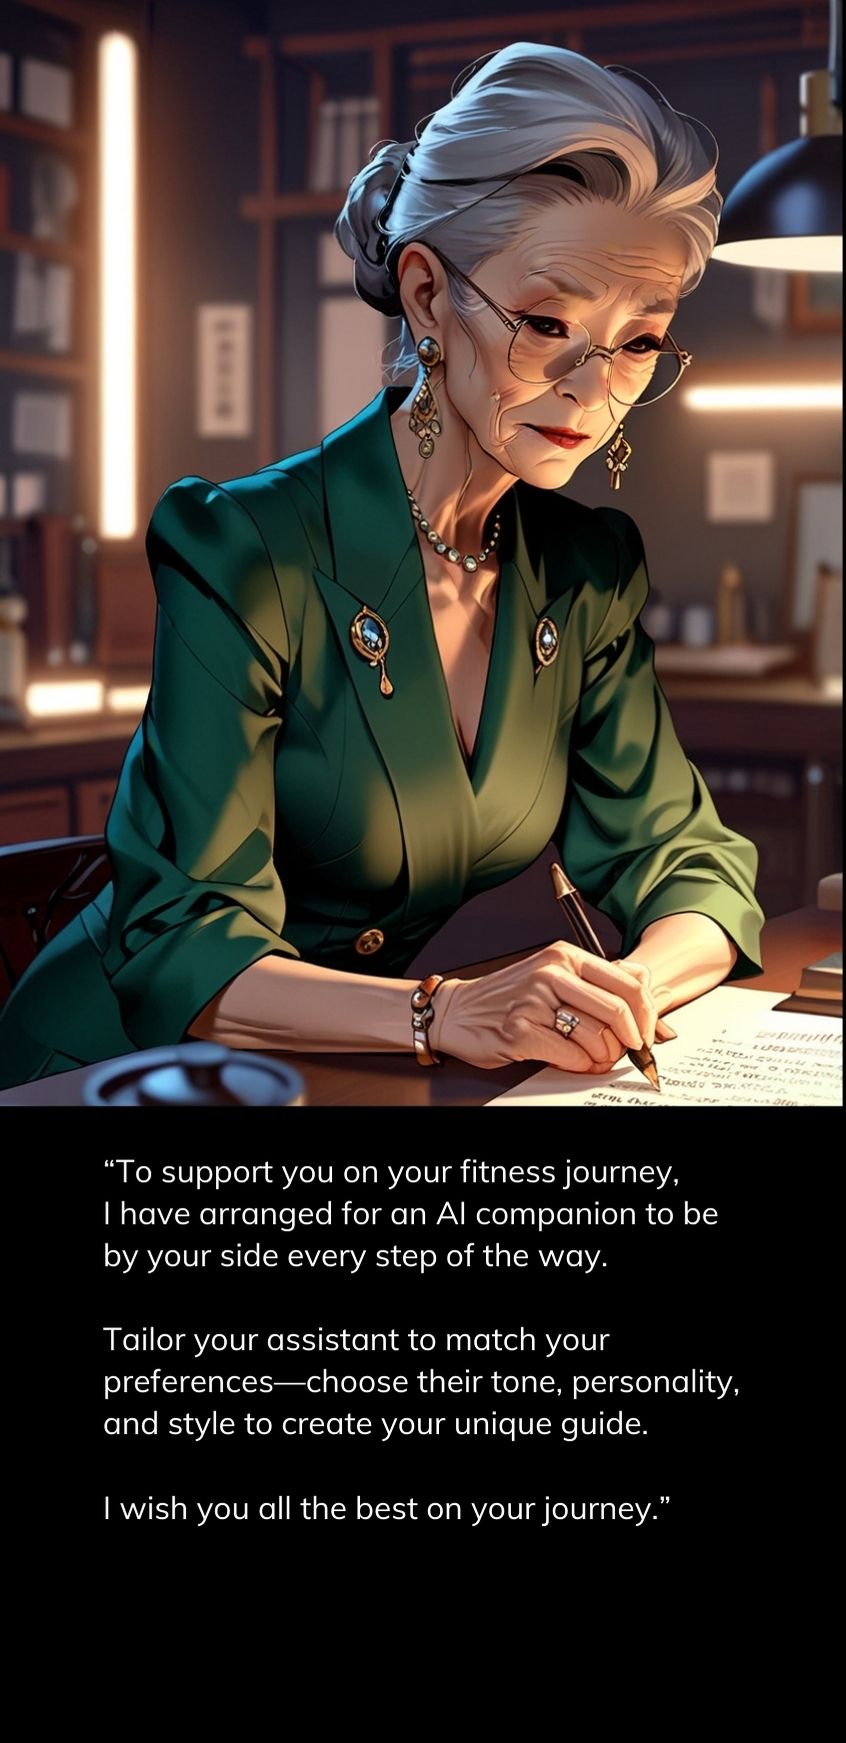 “To support you on your fitness journey,
I have arranged for an AI companion to be
by your side every step of the way.
Tailor your assistant to match your
preferences—choose their tone, personality,
and style to create your unique guide.
I wish you all the best on your journey.”